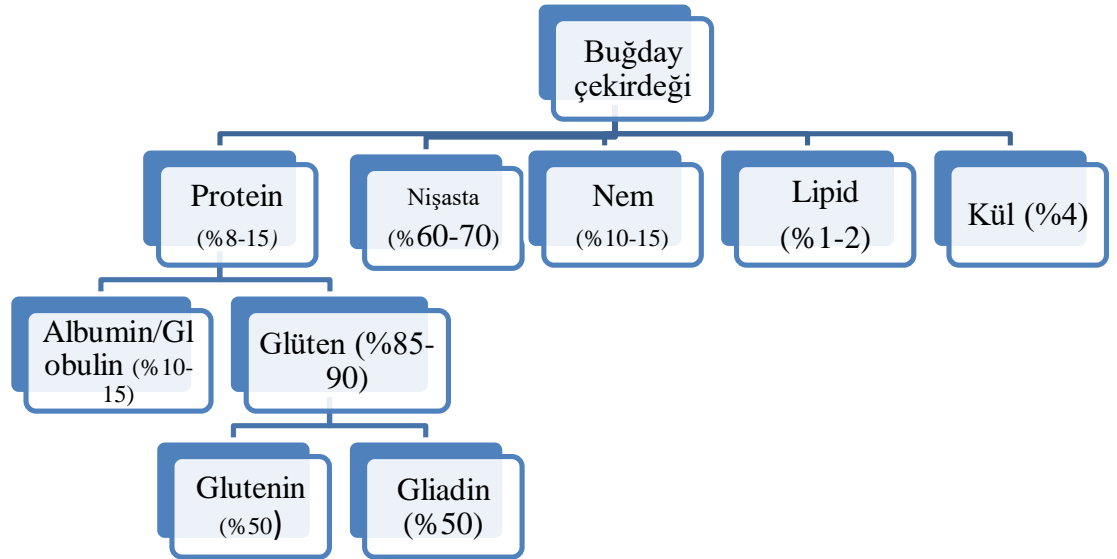 Buğday
çekirdeği
Protein
(%8-15)
Nişasta
(%60-70)
Nem
(%10-15)
Lipid
(%1-2)
Kül (%4)
Albumin/Gl
obulin (%10-
15)
Glüten (%85-
90)
Glutenin
(%50)
Gliadin
(%50)